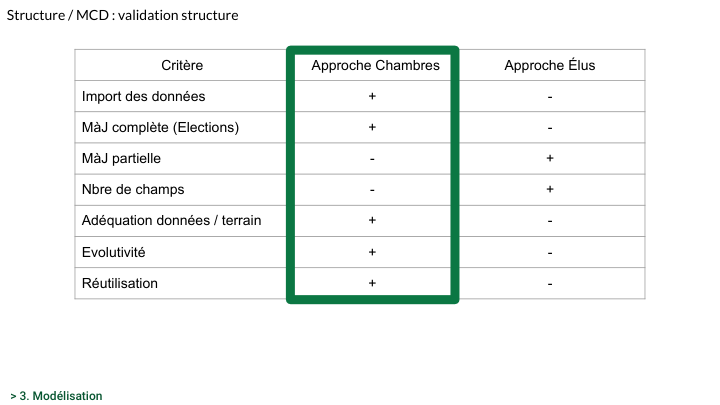 Structure / MCD : validation structure
Critère Approche Chambres Approche Élus
Import des données + -
MàJ complète (Elections) + -
MàJ partielle - +
Nbre de champs - +
Adéquation données / terrain + -
Evolutivité + -
Réutilisation + -
> 3. Modélisation